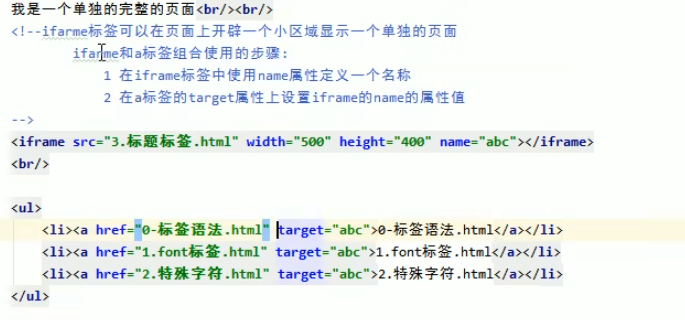 我是一个单独的完整的页面<br/><br/>
<!--ifarme标签可以在页面上开辟一个小区域显示一个单独的页面
ifarme和a标签组合使用的步骤:
1 在iframe标签中使用name属性定义一个名称
2 在a标签的target属性上设置iframe的name的属性值
-->
<iframe src="3.标题标签.html" width="500" height="400" name="abc"></iframe>
<br/>
<ul>
<li><a href="0-标签语法.html" target="abc">0-标签语法.html</a></li>
<li><a href="1.font标签.html" target="abc">1.font标签.html</a></li>
<li><a href="2.特殊字符.html" target="abc">2.特殊字符.html</a></li>
</ul>